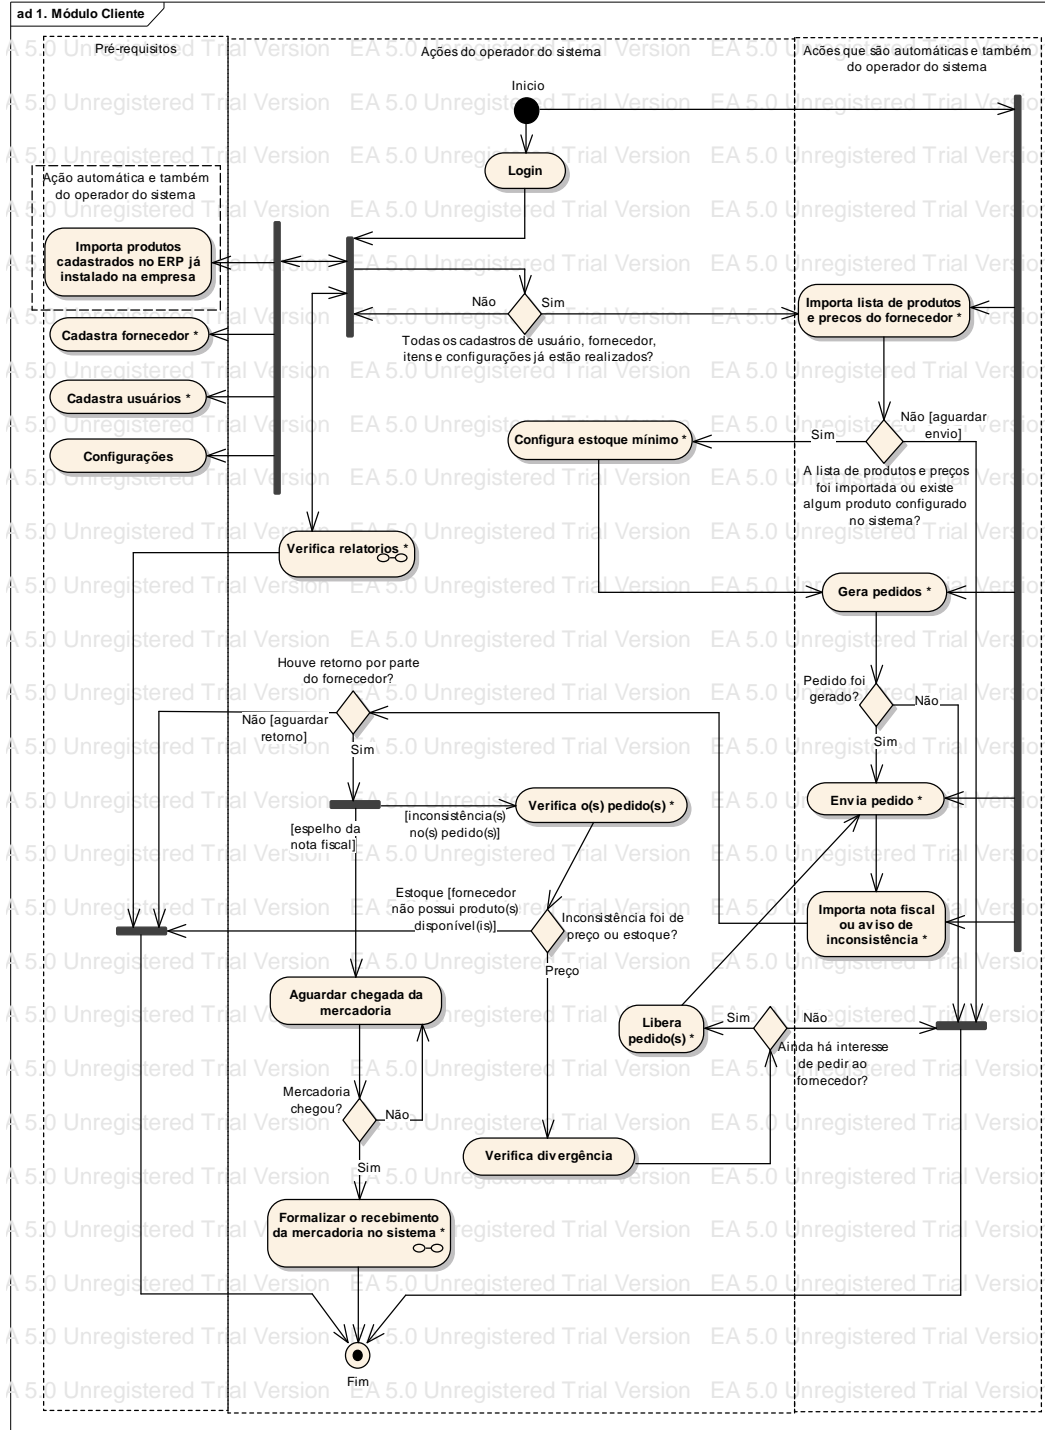 ad 1. Módulo Cliente
Pré-requisitos
Ações do operador do sistema
Acões que são automáticas e também
do operador do sistema
Inicio
Login
Ação automática e também
do operador do sistema
Importa produtos
cadastrados no ERP já
instalado na empresa
Cadastra fornecedor *
Cadastra usuários *
Configurações
Não
Sim
Todas os cadastros de usuário, fornecedor,
itens e configurações já estão realizados?
Importa lista de produtos
e precos do fornecedor *
Não [aguardar
envio]
Sim
Configura estoque mínimo *
A lista de produtos e preços
foi importada ou existe
algum produto configurado
no sistema?
Verifica relatorios *
Gera pedidos *
Houve retorno por parte
do fornecedor?
Pedido foi
gerado?
Não
Não [aguardar
retorno]
Sim
Sim
Verifica o(s) pedido(s) *
Envia pedido *
[inconsistência(s)
no(s) pedido(s)]
[espelho da
nota fiscal]
Estoque [fornecedor
não possui produto(s)
disponível(is)]
Inconsistência foi de
preço ou estoque?
Importa nota fiscal
ou aviso de
inconsistência *
Preço
Aguardar chegada da
mercadoria
Libera
pedido(s) *
Sim
Não
Ainda há interesse
de pedir ao
fornecedor?
Mercadoria
chegou?
Não
Verifica divergência
Sim
Formalizar o recebimento
da mercadoria no sistema *
Fim
EA 5.0 Unregistered Trial Version